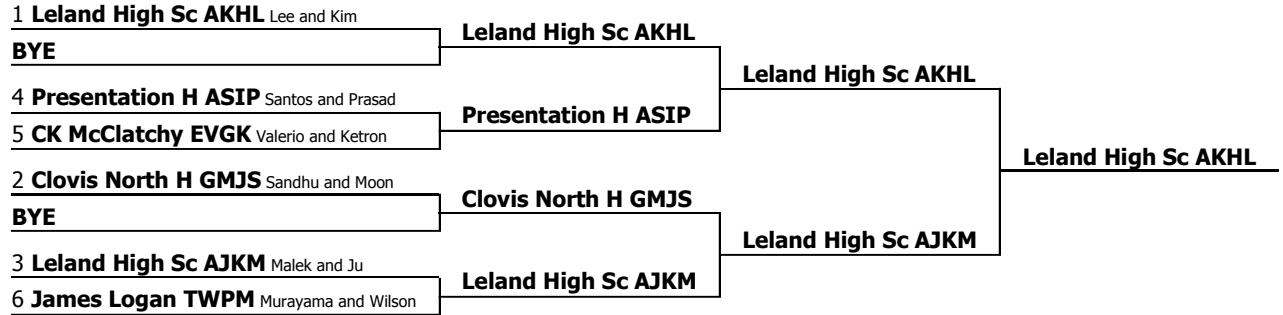 1 Leland High Sc AKHL Lee and Kim
BYE
4 Presentation H ASIP Santos and Prasad
5 CK McClatchy EVGK Valerio and Ketron
2 Clovis North H GMJS Sandhu and Moon
BYE
3 Leland High Sc AJKM Malek and Ju
6 James Logan TWPM Murayama and Wilson
Leland High Sc AKHL
Presentation H ASIP
Clovis North H GMJS
Leland High Sc AJKM
Leland High Sc AKHL
Leland High Sc AJKM
Leland High Sc AKHL